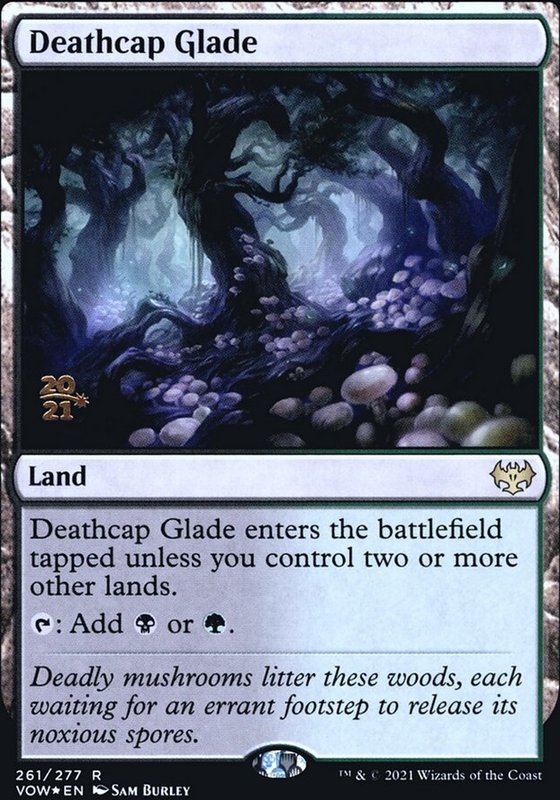 Deathcap Glade
20
21
Land
Deathcap Glade enters the battlefield
tapped unless you control two or more
other lands.
: Add or .
Deadly mushrooms litter these woods, each
waiting for an errant footstep to release its
noxious spores.
261/277 R
VOW★EN SAM BURLEY
™ & © 2021 Wizards of the Coast